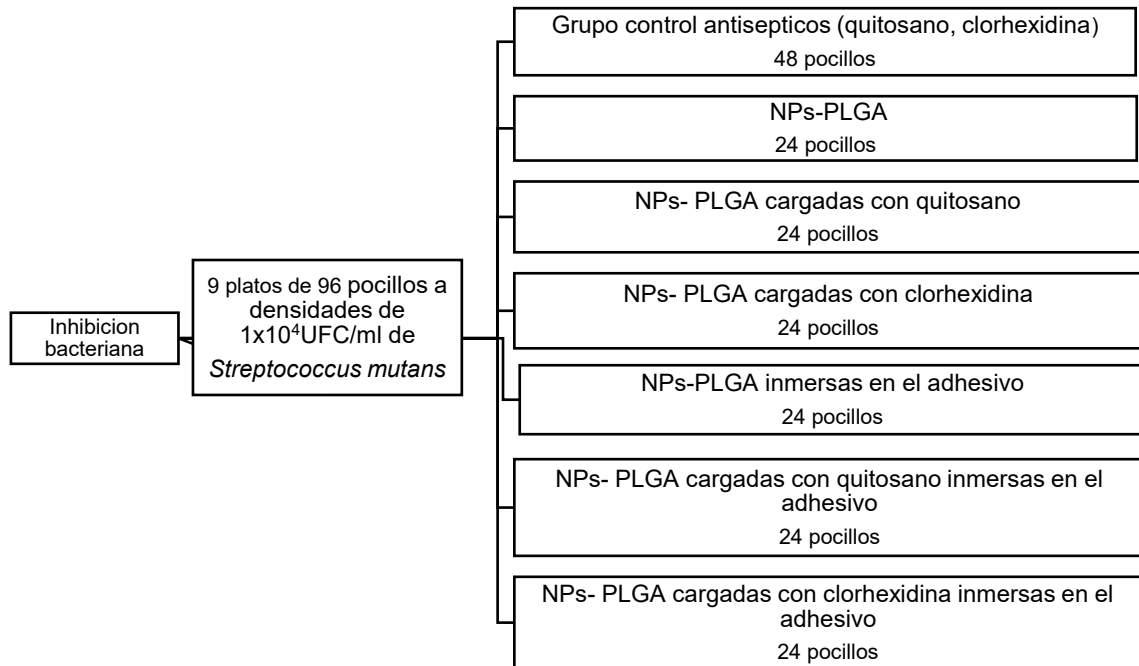 Inhibicion
bacteriana
9 platos de 96 pocillos a
densidades de
1x10⁴UFC/ml de
Streptococcus mutans
Grupo control antisepticos (quitosano, clorhexidina)
48 pocillos
NPs-PLGA
24 pocillos
NPs- PLGA cargadas con quitosano
24 pocillos
NPs- PLGA cargadas con clorhexidina
24 pocillos
NPs-PLGA inmersas en el adhesivo
24 pocillos
NPs- PLGA cargadas con quitosano inmersas en el
adhesivo
24 pocillos
NPs- PLGA cargadas con clorhexidina inmersas en el
adhesivo
24 pocillos